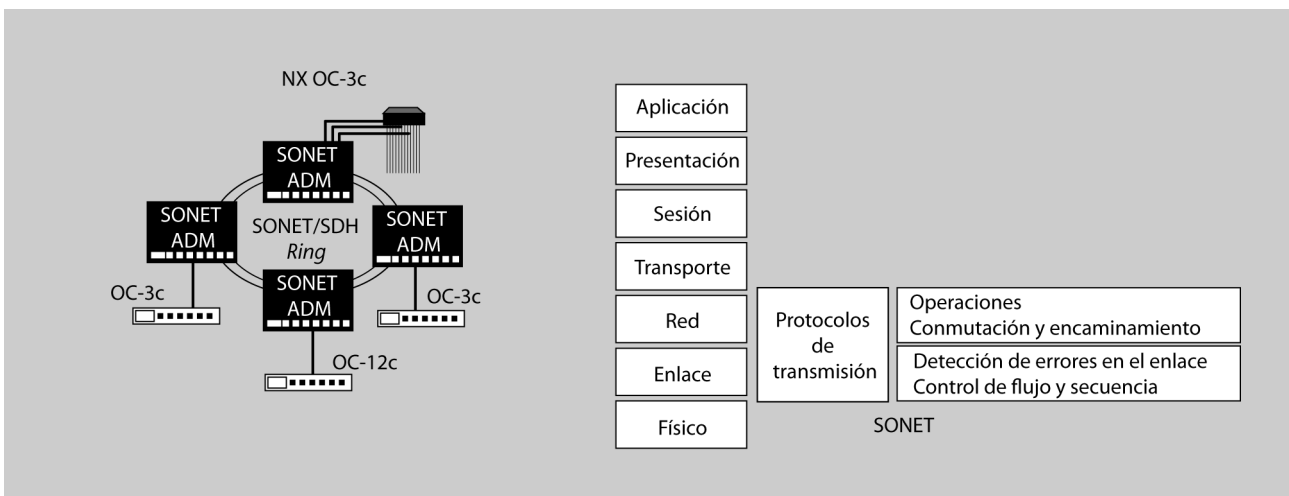 NX OC-3c
SONET
ADM
SONET
ADM
SONET/SDH
Ring
SONET
ADM
SONET
ADM
OC-3c
OC-3c
OC-12c
Aplicación
Presentación
Sesión
Transporte
Red
Enlace
Físico
Protocolos
de
transmisión
Operaciones
Conmutación y encaminamiento
Detección de errores en el enlace
Control de flujo y secuencia
SONET